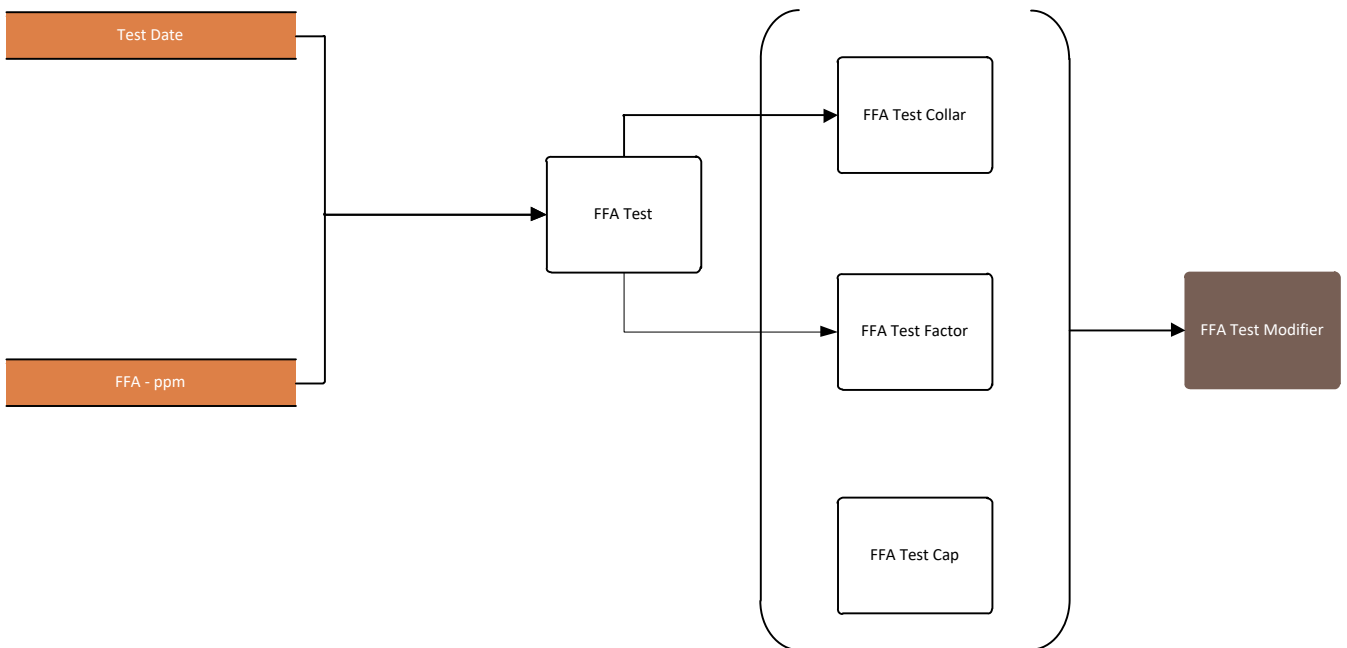 Test Date
FFA Test Collar
FFA Test
FFA Test Factor
FFA Test Modifier
FFA - ppm
FFA Test Cap